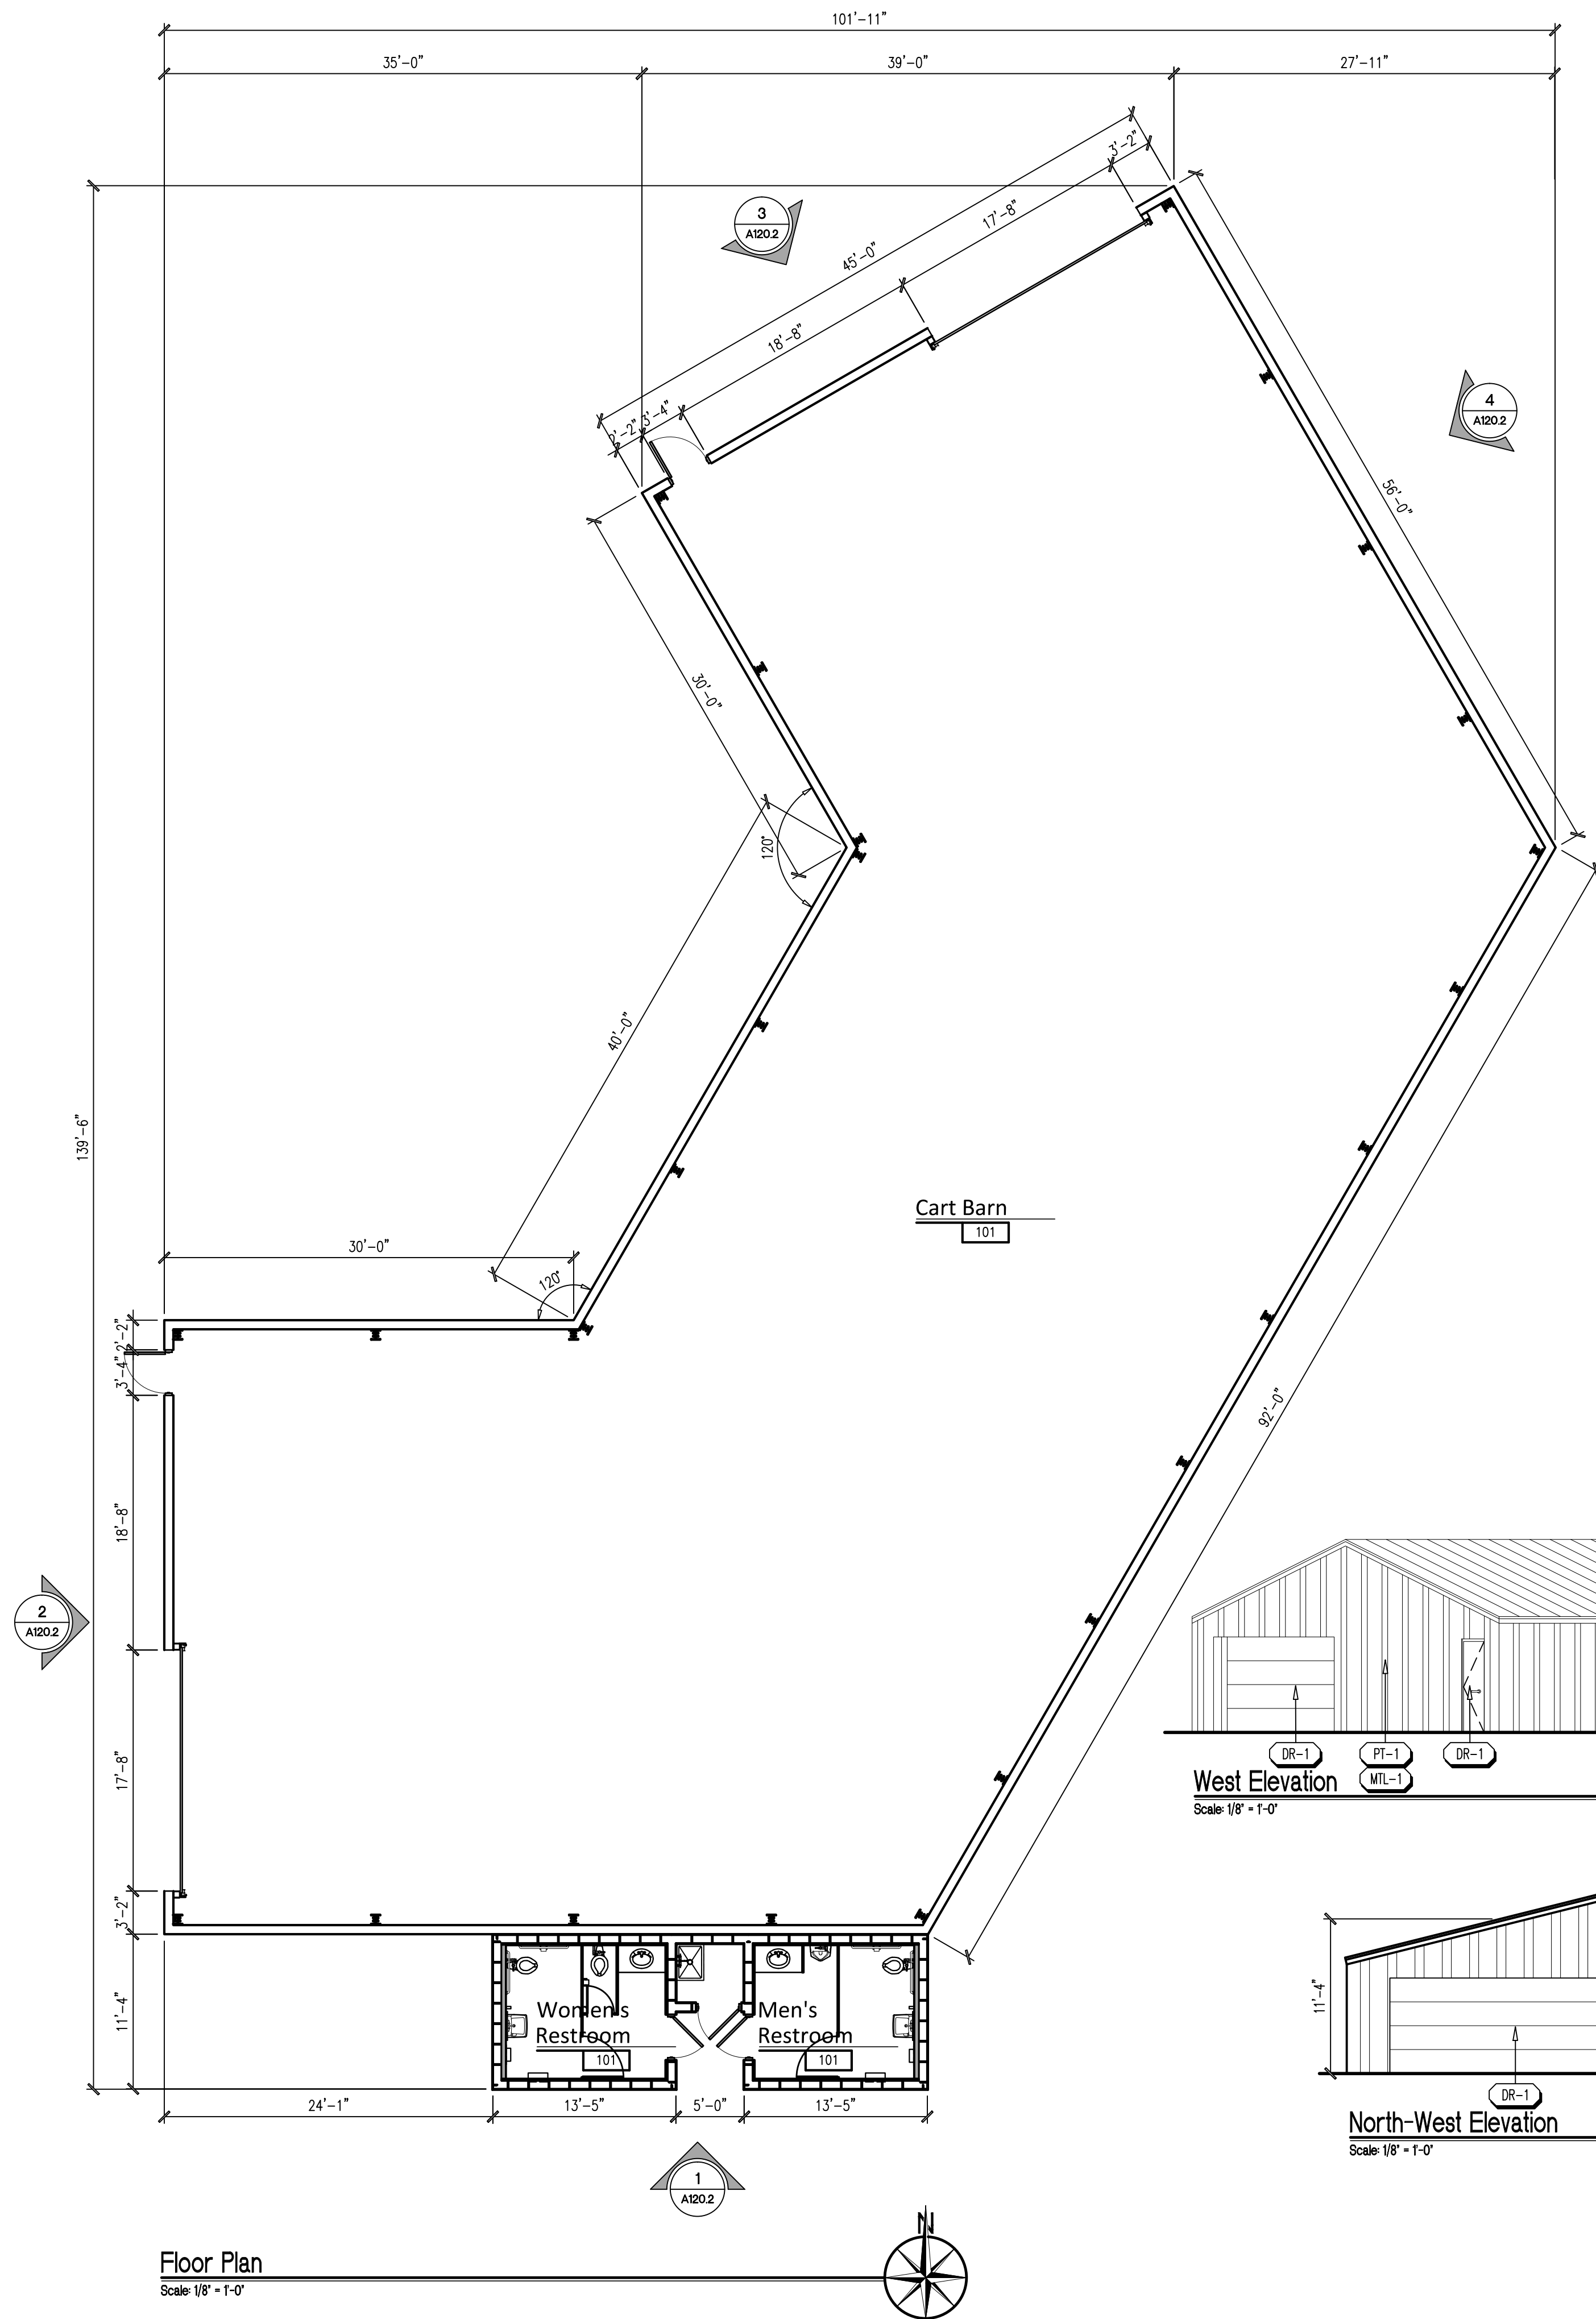 101'-11"
35'-0"
39'-0"
27'-11"
3'-2"
17'-8"
45'-0"
18'-8"
3'-4"
2'-2"
3
A120.2
4
A120.2
56'-0"
30'-0"
120°
40'-0"
139'-6"
Cart Barn
101
30'-0"
120°
2'-2"
3'-4"
92'-0"
18'-8"
2
A120.2
17'-8"
3'-2"
11'-4"
Women's
Restroom
101
Men's
Restroom
101
24'-1"
13'-5"
5'-0"
13'-5"
1
A120.2
N
Floor Plan
Scale: 1/8" = 1'-0"
DR-1
PT-1
DR-1
MTL-1
West Elevation
Scale: 1/8" = 1'-0"
11'-4"
DR-1
North-West Elevation
Scale: 1/8" = 1'-0"